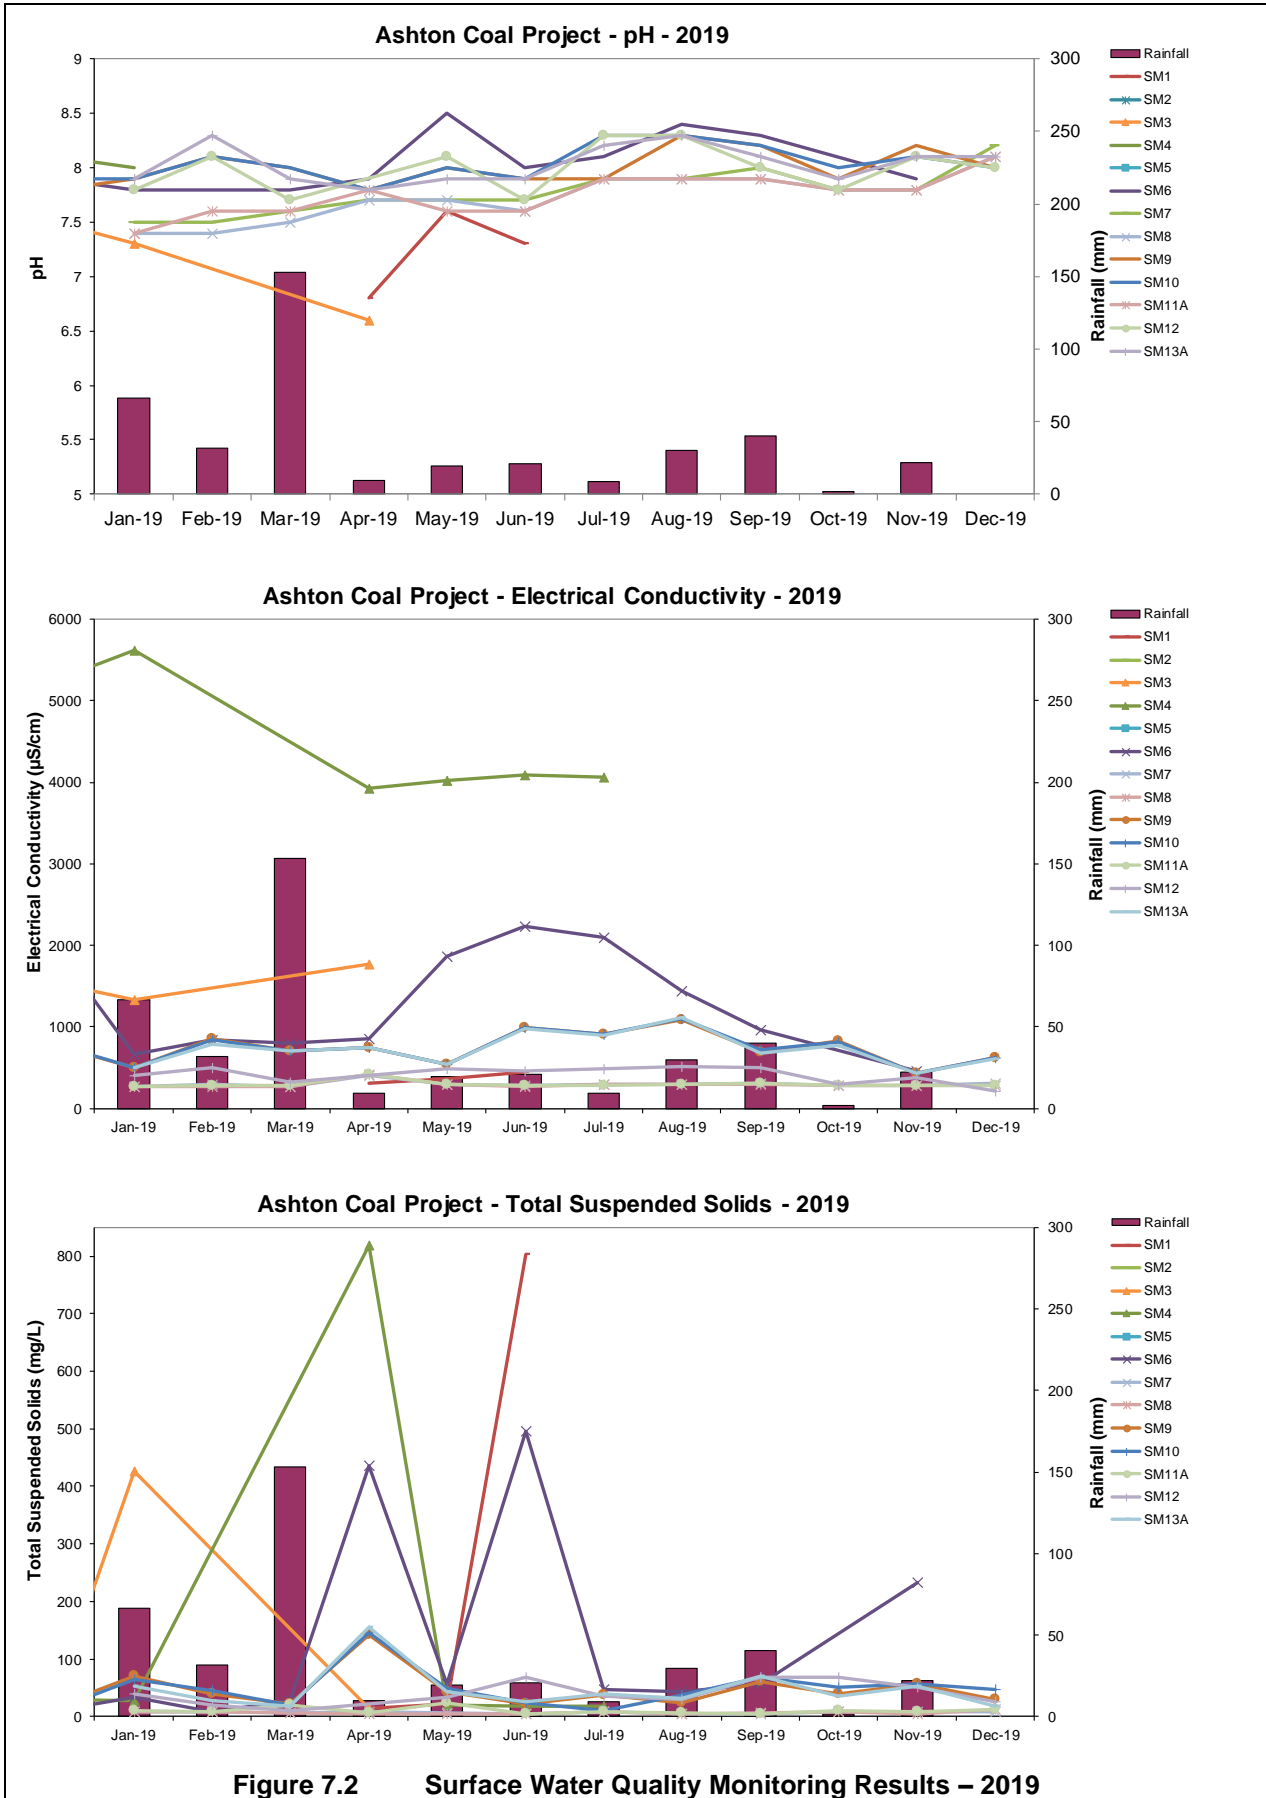 Ashton Coal Project - pH - 2019
9
8.5
8
7.5
7
6.5
6
5.5
5
pH
300
250
200
150
100
50
0
Rainfall (mm)
Jan-19 Feb-19 Mar-19 Apr-19 May-19 Jun-19 Jul-19 Aug-19 Sep-19 Oct-19 Nov-19 Dec-19
Rainfall
SM1
SM2
SM3
SM4
SM5
SM6
SM7
SM8
SM9
SM10
SM11A
SM12
SM13A
Ashton Coal Project - Electrical Conductivity - 2019
6000
5000
4000
3000
2000
1000
0
Electrical Conductivity (µS/cm)
300
250
200
150
100
50
0
Rainfall (mm)
Jan-19 Feb-19 Mar-19 Apr-19 May-19 Jun-19 Jul-19 Aug-19 Sep-19 Oct-19 Nov-19 Dec-19
Rainfall
SM1
SM2
SM3
SM4
SM5
SM6
SM7
SM8
SM9
SM10
SM11A
SM12
SM13A
Ashton Coal Project - Total Suspended Solids - 2019
800
700
600
500
400
300
200
100
0
Total Suspended Solids (mg/L)
300
250
200
150
100
50
0
Rainfall (mm)
Jan-19 Feb-19 Mar-19 Apr-19 May-19 Jun-19 Jul-19 Aug-19 Sep-19 Oct-19 Nov-19 Dec-19
Rainfall
SM1
SM2
SM3
SM4
SM5
SM6
SM7
SM8
SM9
SM10
SM11A
SM12
SM13A
Figure 7.2 Surface Water Quality Monitoring Results – 2019